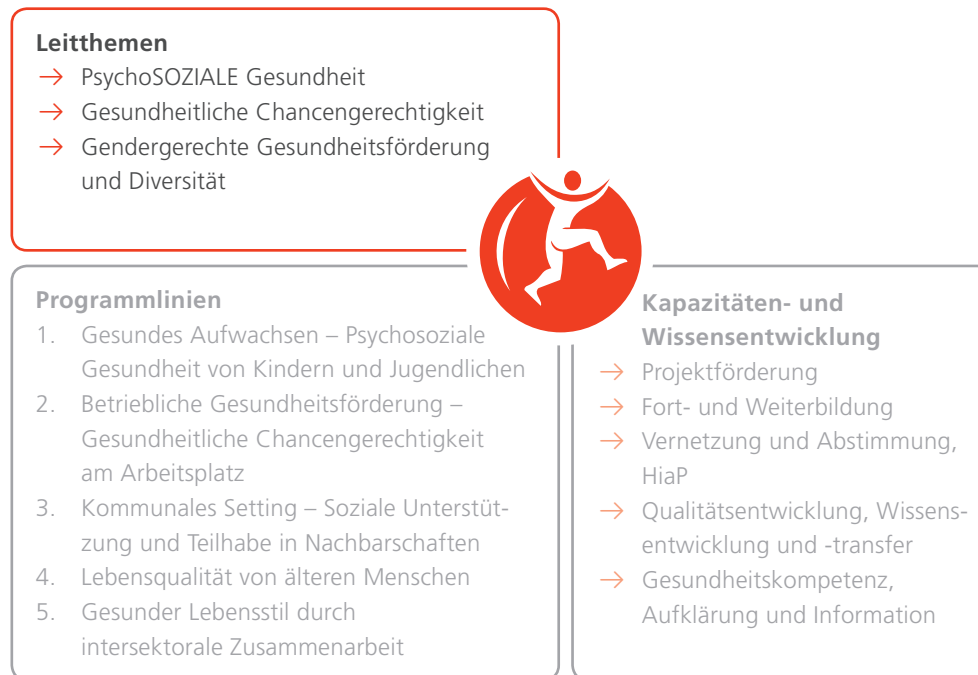 Leitthemen
→ PsychoSOZIALE Gesundheit
→ Gesundheitliche Chancengerechtigkeit
→ Gendergerechte Gesundheitsförderung
und Diversität
Programmlinien
1. Gesundes Aufwachsen – Psychosoziale
Gesundheit von Kindern und Jugendlichen
2. Betriebliche Gesundheitsförderung –
Gesundheitliche Chancengerechtigkeit
am Arbeitsplatz
3. Kommunales Setting – Soziale Unterstüt-
zung und Teilhabe in Nachbarschaften
4. Lebensqualität von älteren Menschen
5. Gesunder Lebensstil durch
intersektorale Zusammenarbeit
Kapazitäten- und
Wissensentwicklung
→ Projektförderung
→ Fort- und Weiterbildung
→ Vernetzung und Abstimmung,
HiaP
→ Qualitätsentwicklung, Wissens-
entwicklung und -transfer
→ Gesundheitskompetenz,
Aufklärung und Information